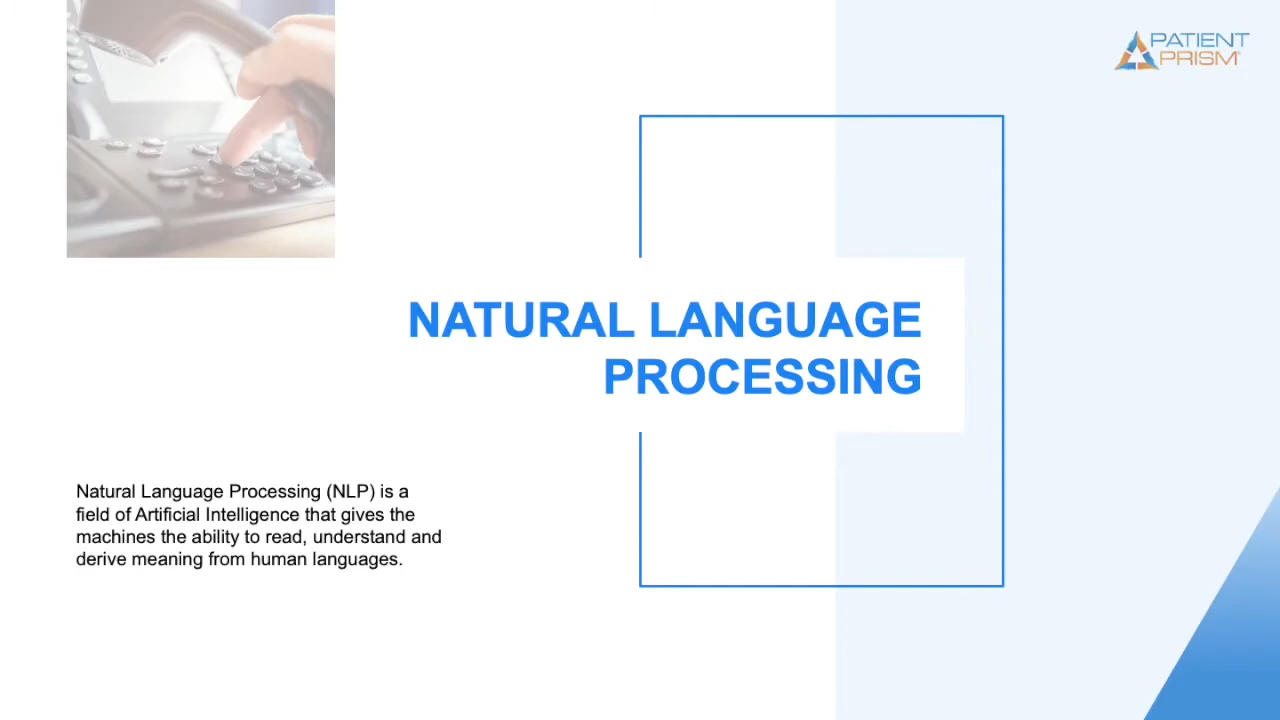 PATIENT
PRISM®
NATURAL LANGUAGE
PROCESSING
Natural Language Processing (NLP) is a
field of Artificial Intelligence that gives the
machines the ability to read, understand and
derive meaning from human languages.